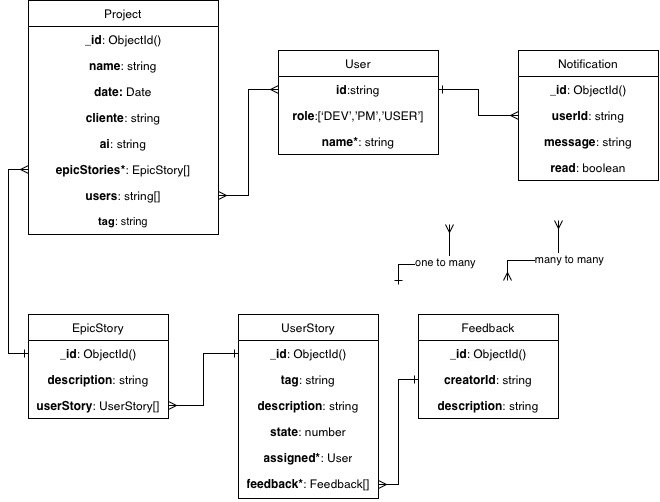 Project
_id: ObjectId()
name: string
date: Date
cliente: string
ai: string
epicStories*: EpicStory[]
users: string[]
tag: string
User
id:string
role:['DEV','PM','USER']
name*: string
Notification
_id: ObjectId()
userId: string
message: string
read: boolean
one to many
many to many
EpicStory
_id: ObjectId()
description: string
userStory: UserStory[]
UserStory
_id: ObjectId()
tag: string
description: string
state: number
assigned*: User
feedback*: Feedback[]
Feedback
_id: ObjectId()
creatorId: string
description: string